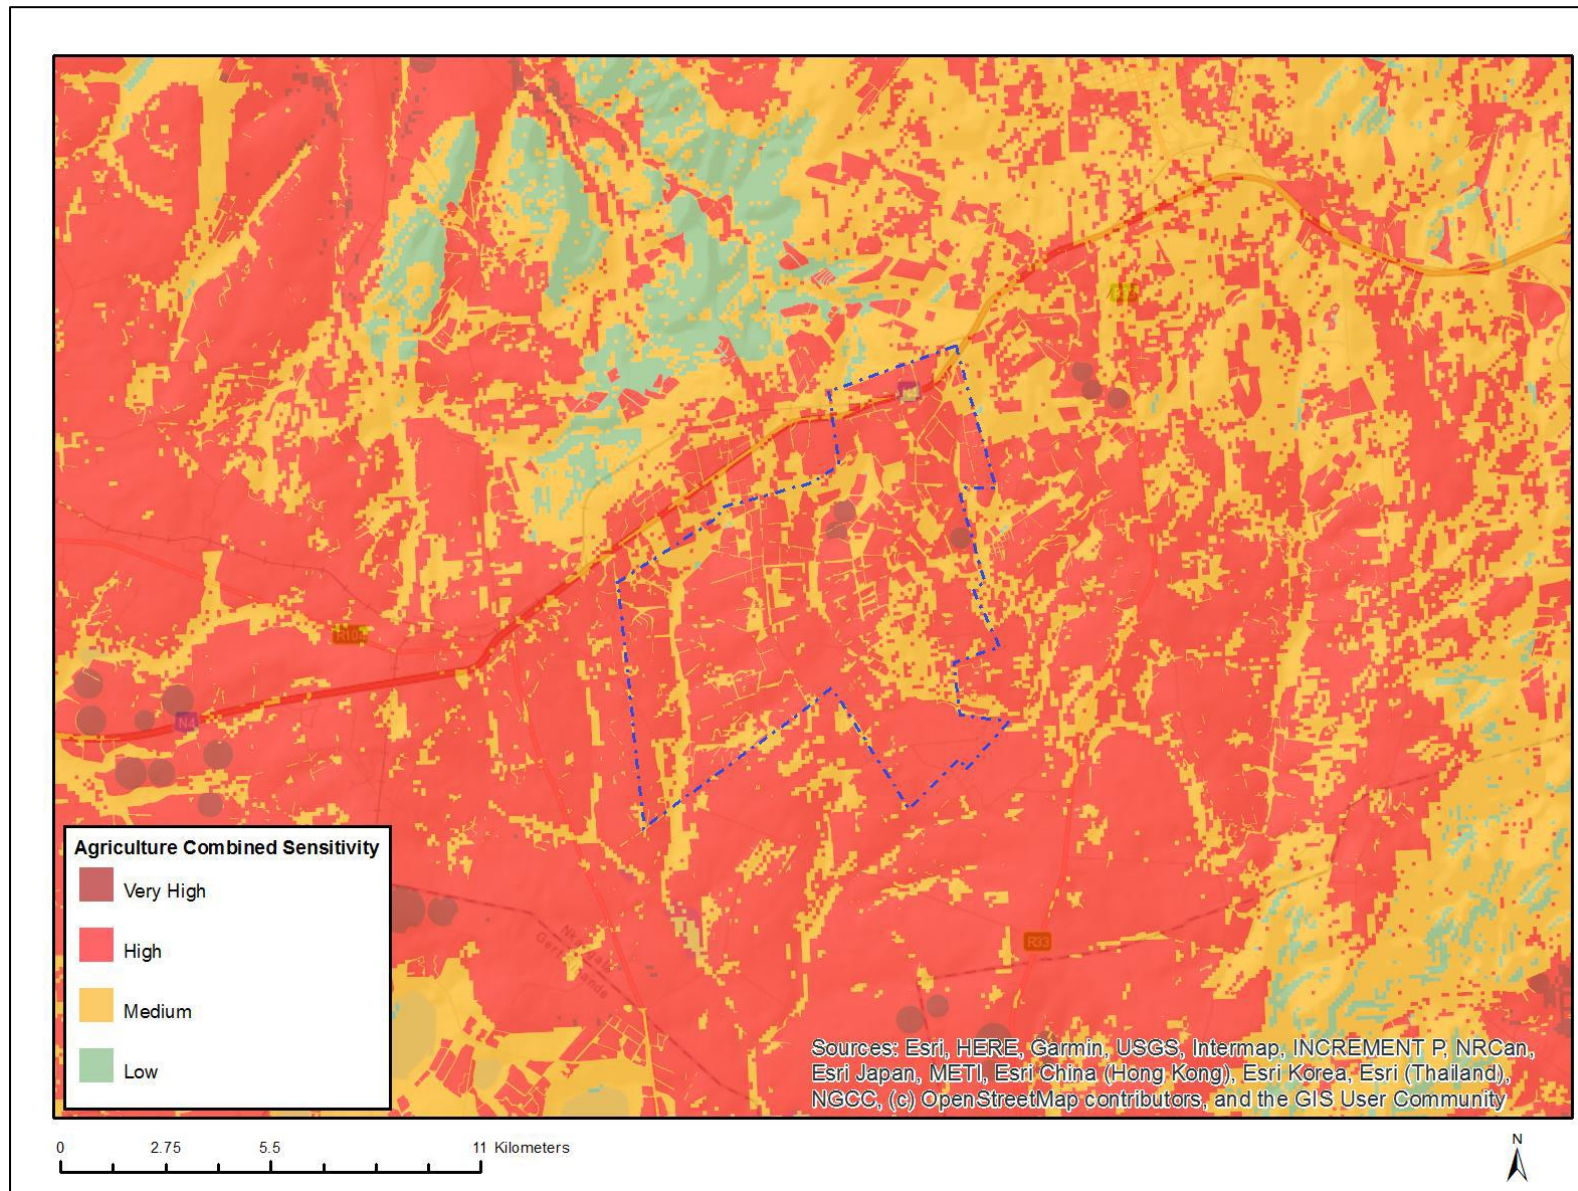 R104
N4
Agriculture Combined Sensitivity
Very High
High
Medium
Low
R33
Sources: Esri, HERE, Garmin, USGS, Intermap, INCREMENT P, NRCan,
Esri Japan, METI, Esri China (Hong Kong), Esri Korea, Esri (Thailand),
NGCC, (c) OpenStreetMap contributors, and the GIS User Community
0 2.75 5.5 11 Kilometers
N